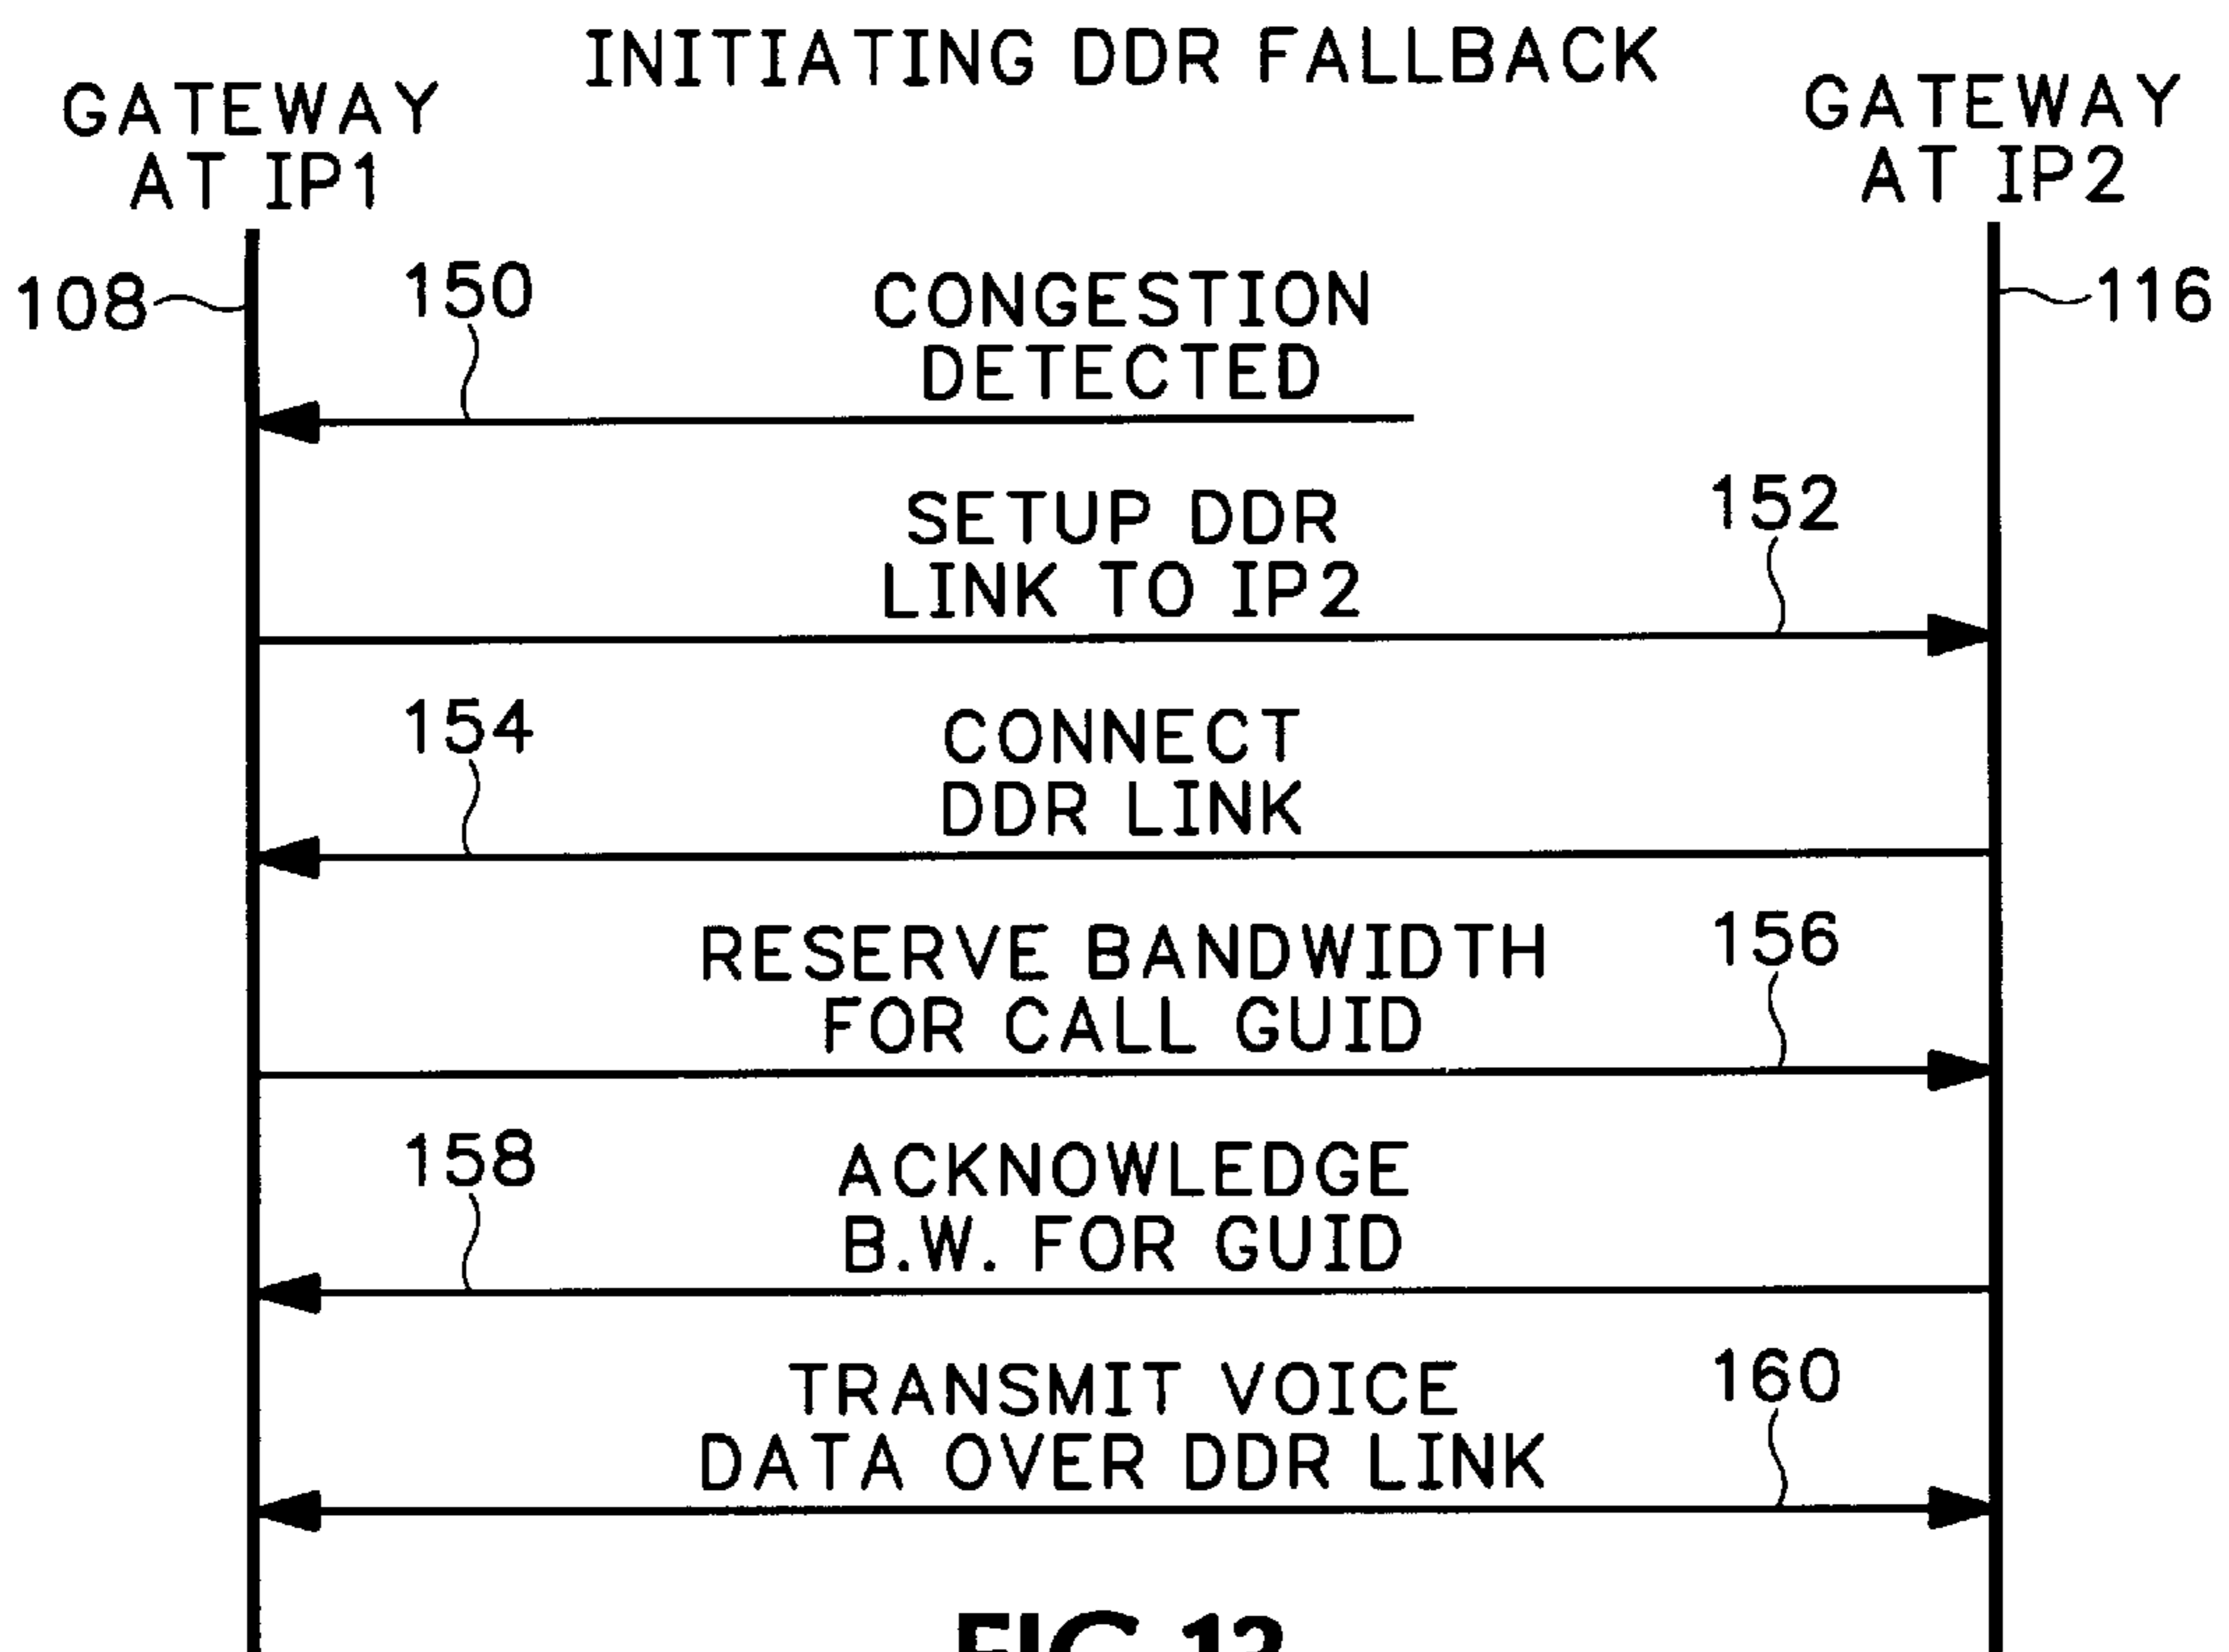 INITIATING DDR FALLBACK
GATEWAY
AT IP1
GATEWAY
AT IP2
108
116
150
CONGESTION
DETECTED
152
SETUP DDR
LINK TO IP2
154
CONNECT
DDR LINK
156
RESERVE BANDWIDTH
FOR CALL GUID
158
ACKNOWLEDGE
B.W. FOR GUID
160
TRANSMIT VOICE
DATA OVER DDR LINK